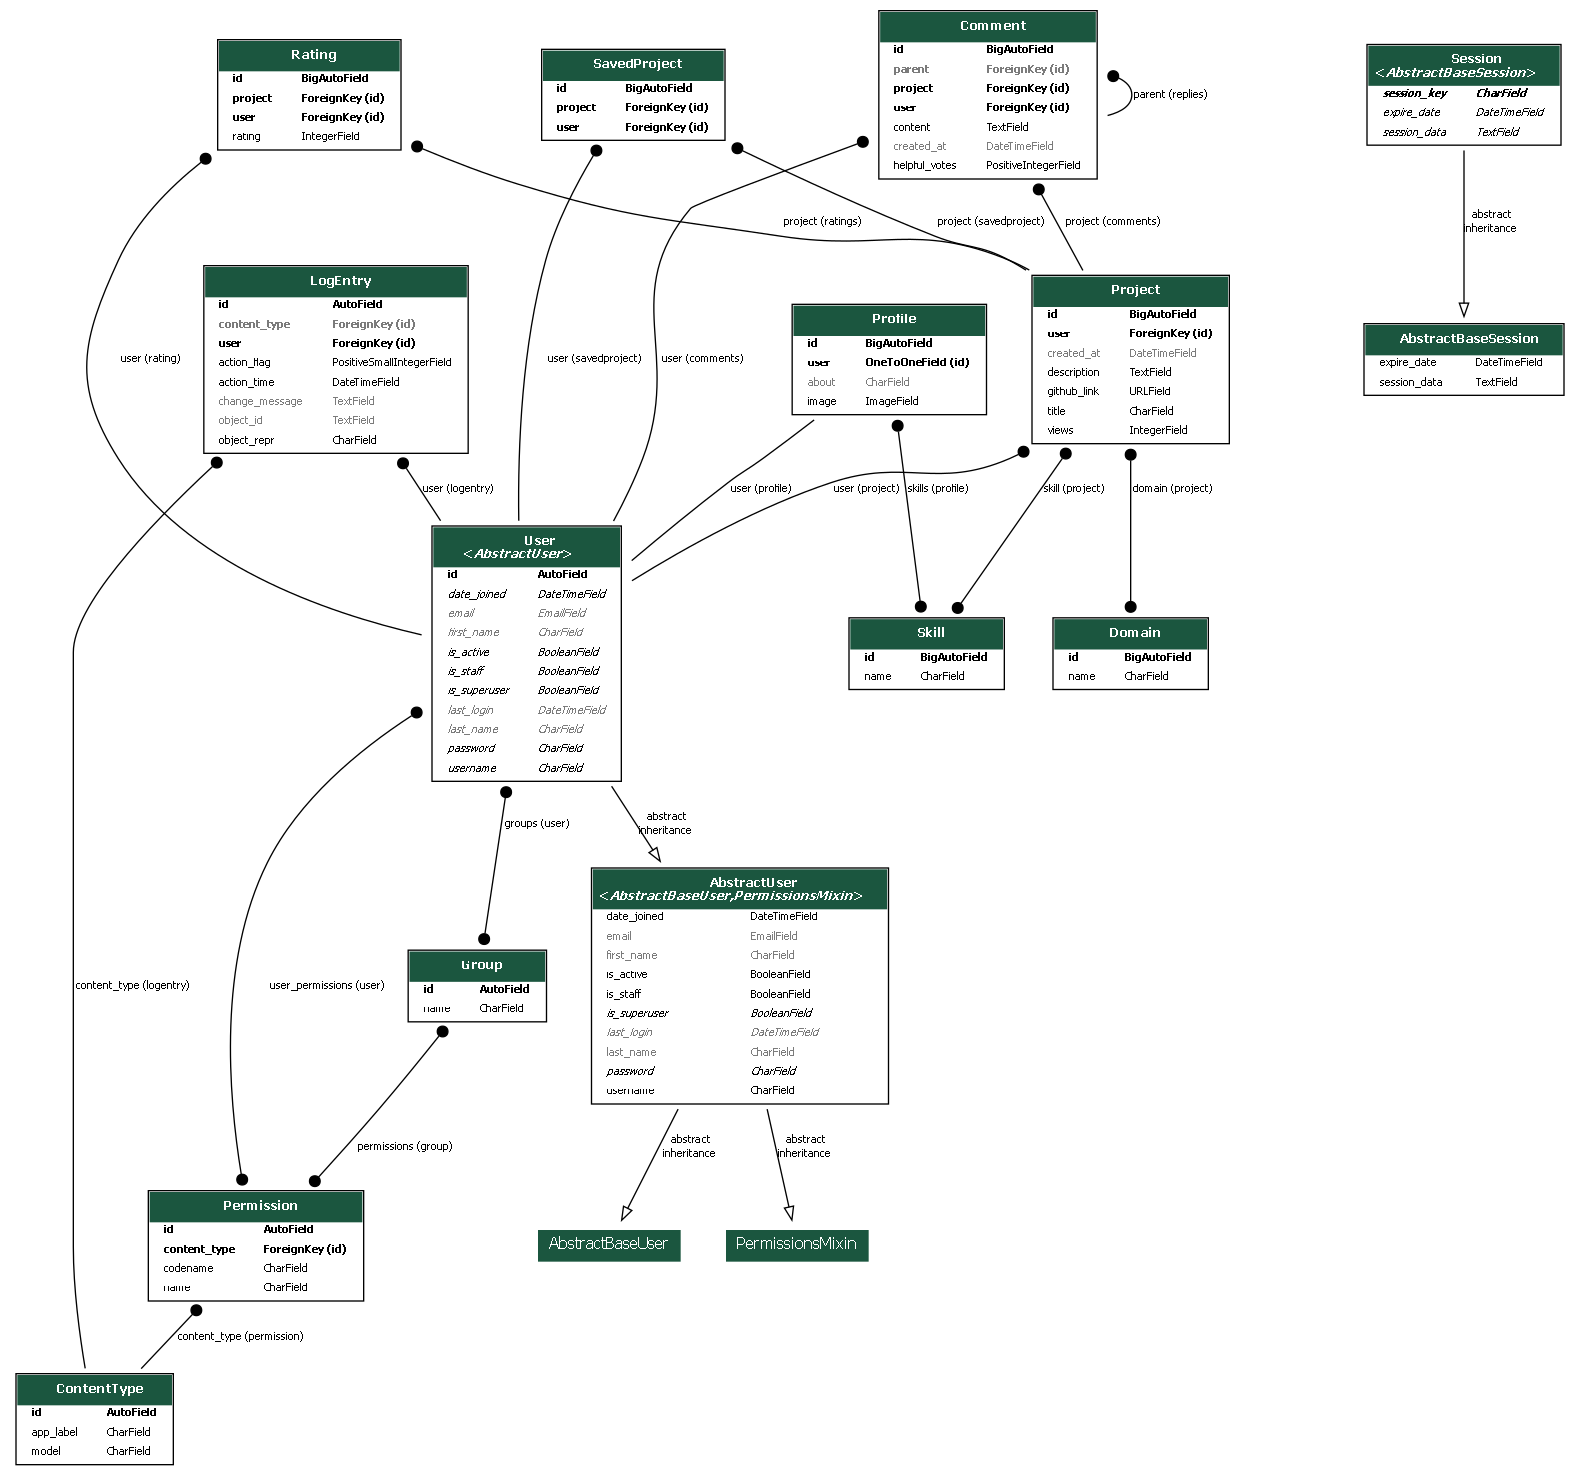 Rating
id BigAutoField
project ForeignKey (id)
user ForeignKey (id)
rating IntegerField
SavedProject
id BigAutoField
project ForeignKey (id)
user ForeignKey (id)
Comment
id BigAutoField
parent ForeignKey (id)
project ForeignKey (id)
user ForeignKey (id)
content TextField
created_at DateTimeField
helpful_votes PositiveIntegerField
parent (replies)
Session
<AbstractBaseSession>
session_key CharField
expire_date DateTimeField
session_data TextField
project (ratings)
project (savedproject)
project (comments)
abstract
inheritance
LogEntry
id AutoField
content_type ForeignKey (id)
user ForeignKey (id)
action_flag PositiveSmallIntegerField
action_time DateTimeField
change_message TextField
object_id TextField
object_repr CharField
user (rating)
user (savedproject)
user (comments)
Profile
id BigAutoField
user OneToOneField (id)
about CharField
image ImageField
Project
id BigAutoField
user ForeignKey (id)
created_at DateTimeField
description TextField
github_link URLField
title CharField
views IntegerField
AbstractBaseSession
expire_date DateTimeField
session_data TextField
user (logentry)
user (profile)
user (project)
skills (profile)
skill (project)
domain (project)
User
<AbstractUser>
id AutoField
date_joined DateTimeField
email EmailField
first_name CharField
is_active BooleanField
is_staff BooleanField
is_superuser BooleanField
last_login DateTimeField
last_name CharField
password CharField
username CharField
Skill
id BigAutoField
name CharField
Domain
id BigAutoField
name CharField
groups (user)
abstract
inheritance
AbstractUser
<AbstractBaseUser,PermissionsMixin>
date_joined DateTimeField
email EmailField
first_name CharField
is_active BooleanField
is_staff BooleanField
is_superuser BooleanField
last_login DateTimeField
last_name CharField
password CharField
username CharField
Group
id AutoField
name CharField
content_type (logentry)
user_permissions (user)
permissions (group)
abstract
inheritance
abstract
inheritance
Permission
id AutoField
content_type ForeignKey (id)
codename CharField
name CharField
AbstractBaseUser
PermissionsMixin
content_type (permission)
ContentType
id AutoField
app_label CharField
model CharField